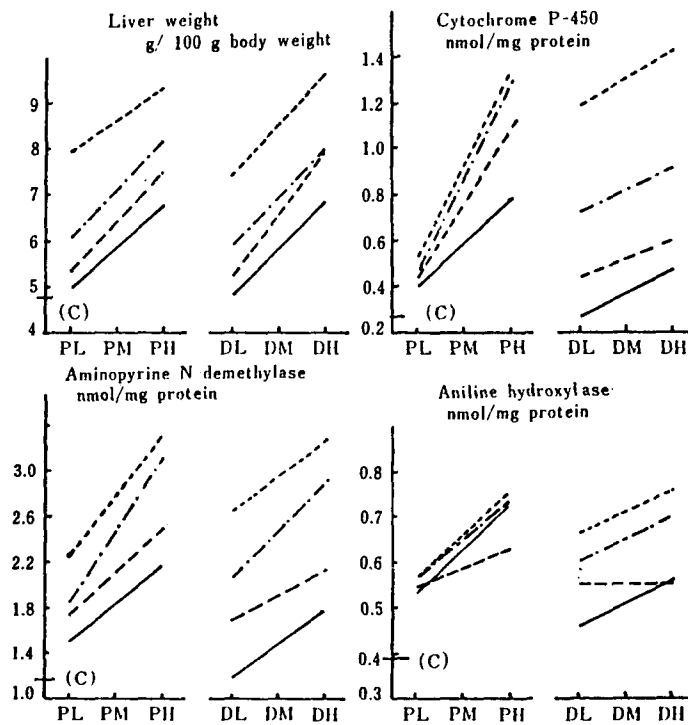 Liver weight
g/ 100 g body weight
9
8
7
6
5
4
(C)
PL PM PH DL DM DH
Cytochrome P-450
nmol/mg protein
1.4
1.2
1.0
0.8
0.6
0.4
0.2
(C)
PL PM PH DL DM DH
Aminopyrine N demethylase
nmol/mg protein
3.0
2.6
2.2
1.8
1.4
1.0
(C)
PL PM PH DL DM DH
Aniline hydroxylase
nmol/mg protein
0.9
0.8
0.7
0.6
0.5
0.4
0.3
(C)
PL PM PH DL DM DH